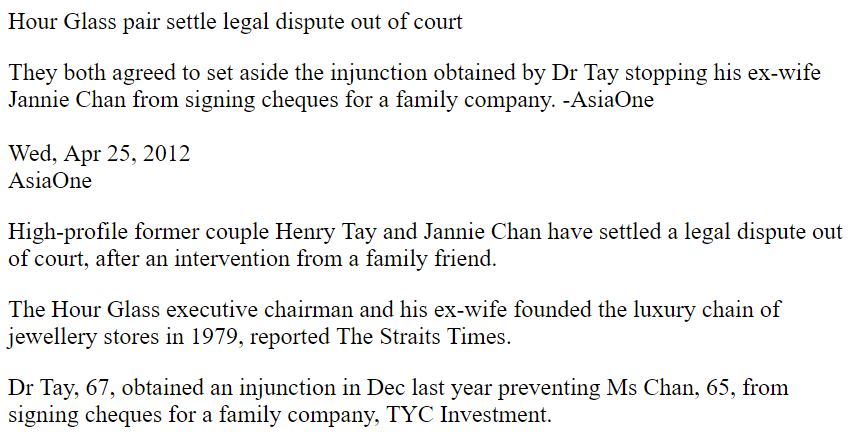 Hour Glass pair settle legal dispute out of court
They both agreed to set aside the injunction obtained by Dr Tay stopping his ex-wife
Jannie Chan from signing cheques for a family company. -AsiaOne
Wed, Apr 25, 2012
AsiaOne
High-profile former couple Henry Tay and Jannie Chan have settled a legal dispute out
of court, after an intervention from a family friend.
The Hour Glass executive chairman and his ex-wife founded the luxury chain of
jewellery stores in 1979, reported The Straits Times.
Dr Tay, 67, obtained an injunction in Dec last year preventing Ms Chan, 65, from
signing cheques for a family company, TYC Investment.